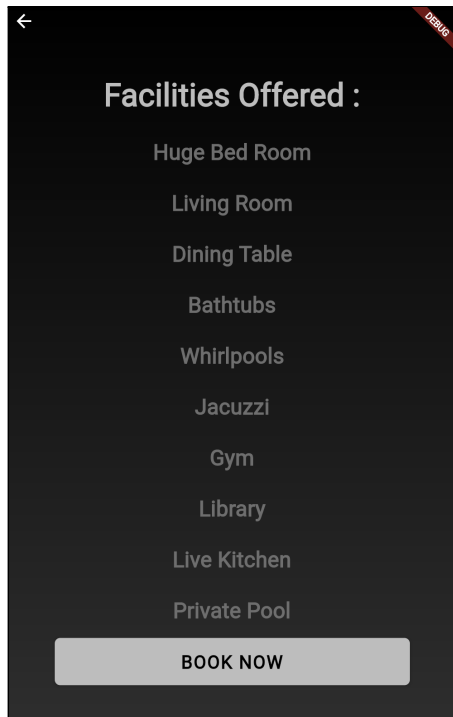 DEBUG
Facilities Offered :
Huge Bed Room
Living Room
Dining Table
Bathtubs
Whirlpools
Jacuzzi
Gym
Library
Live Kitchen
Private Pool
BOOK NOW